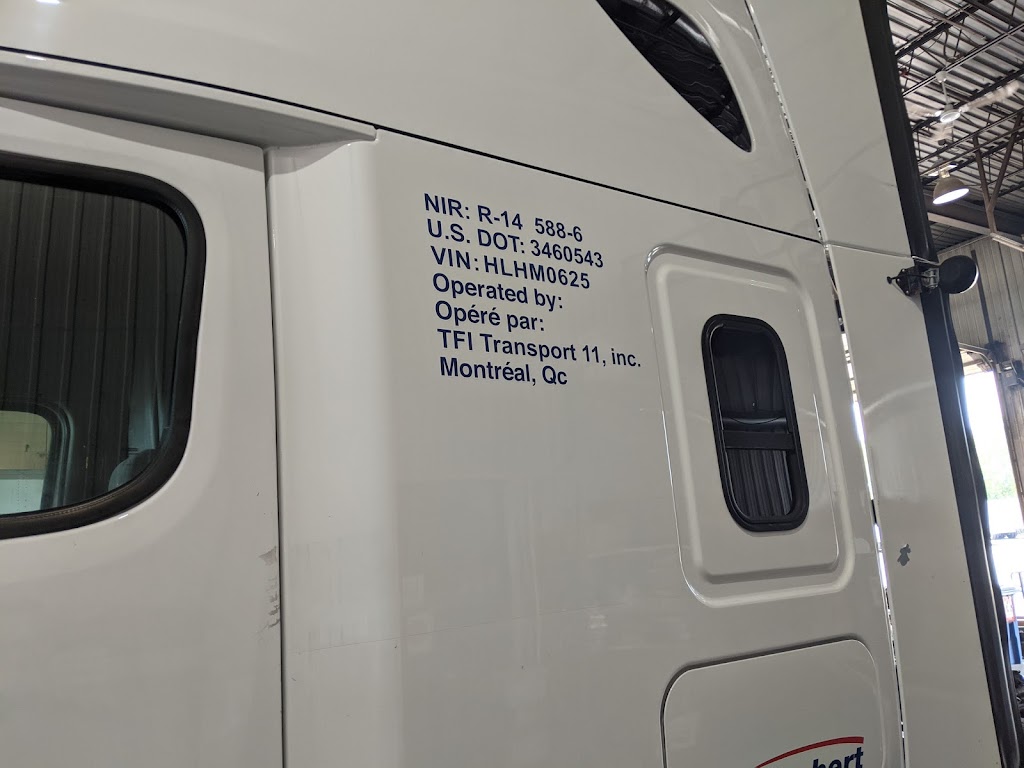 NIR: R-14 588-6
U.S. DOT: 3460543
VIN: HLHM0625
Operated by:
Opéré par:
TFI Transport 11, inc.
Montréal, Qc